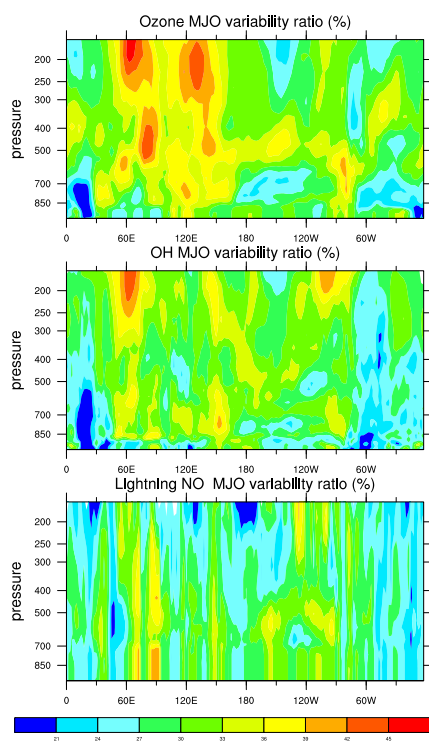 Ozone MJO variability ratio (%)
pressure
200
250
300
400
500
700
850
0 60E 120E 180 120W 60W
OH MJO variability ratio (%)
pressure
200
250
300
400
500
700
850
0 60E 120E 180 120W 60W
Lightning NO MJO variability ratio (%)
pressure
200
250
300
400
500
700
850
0 60E 120E 180 120W 60W
21 24 27 30 33 36 39 42 45